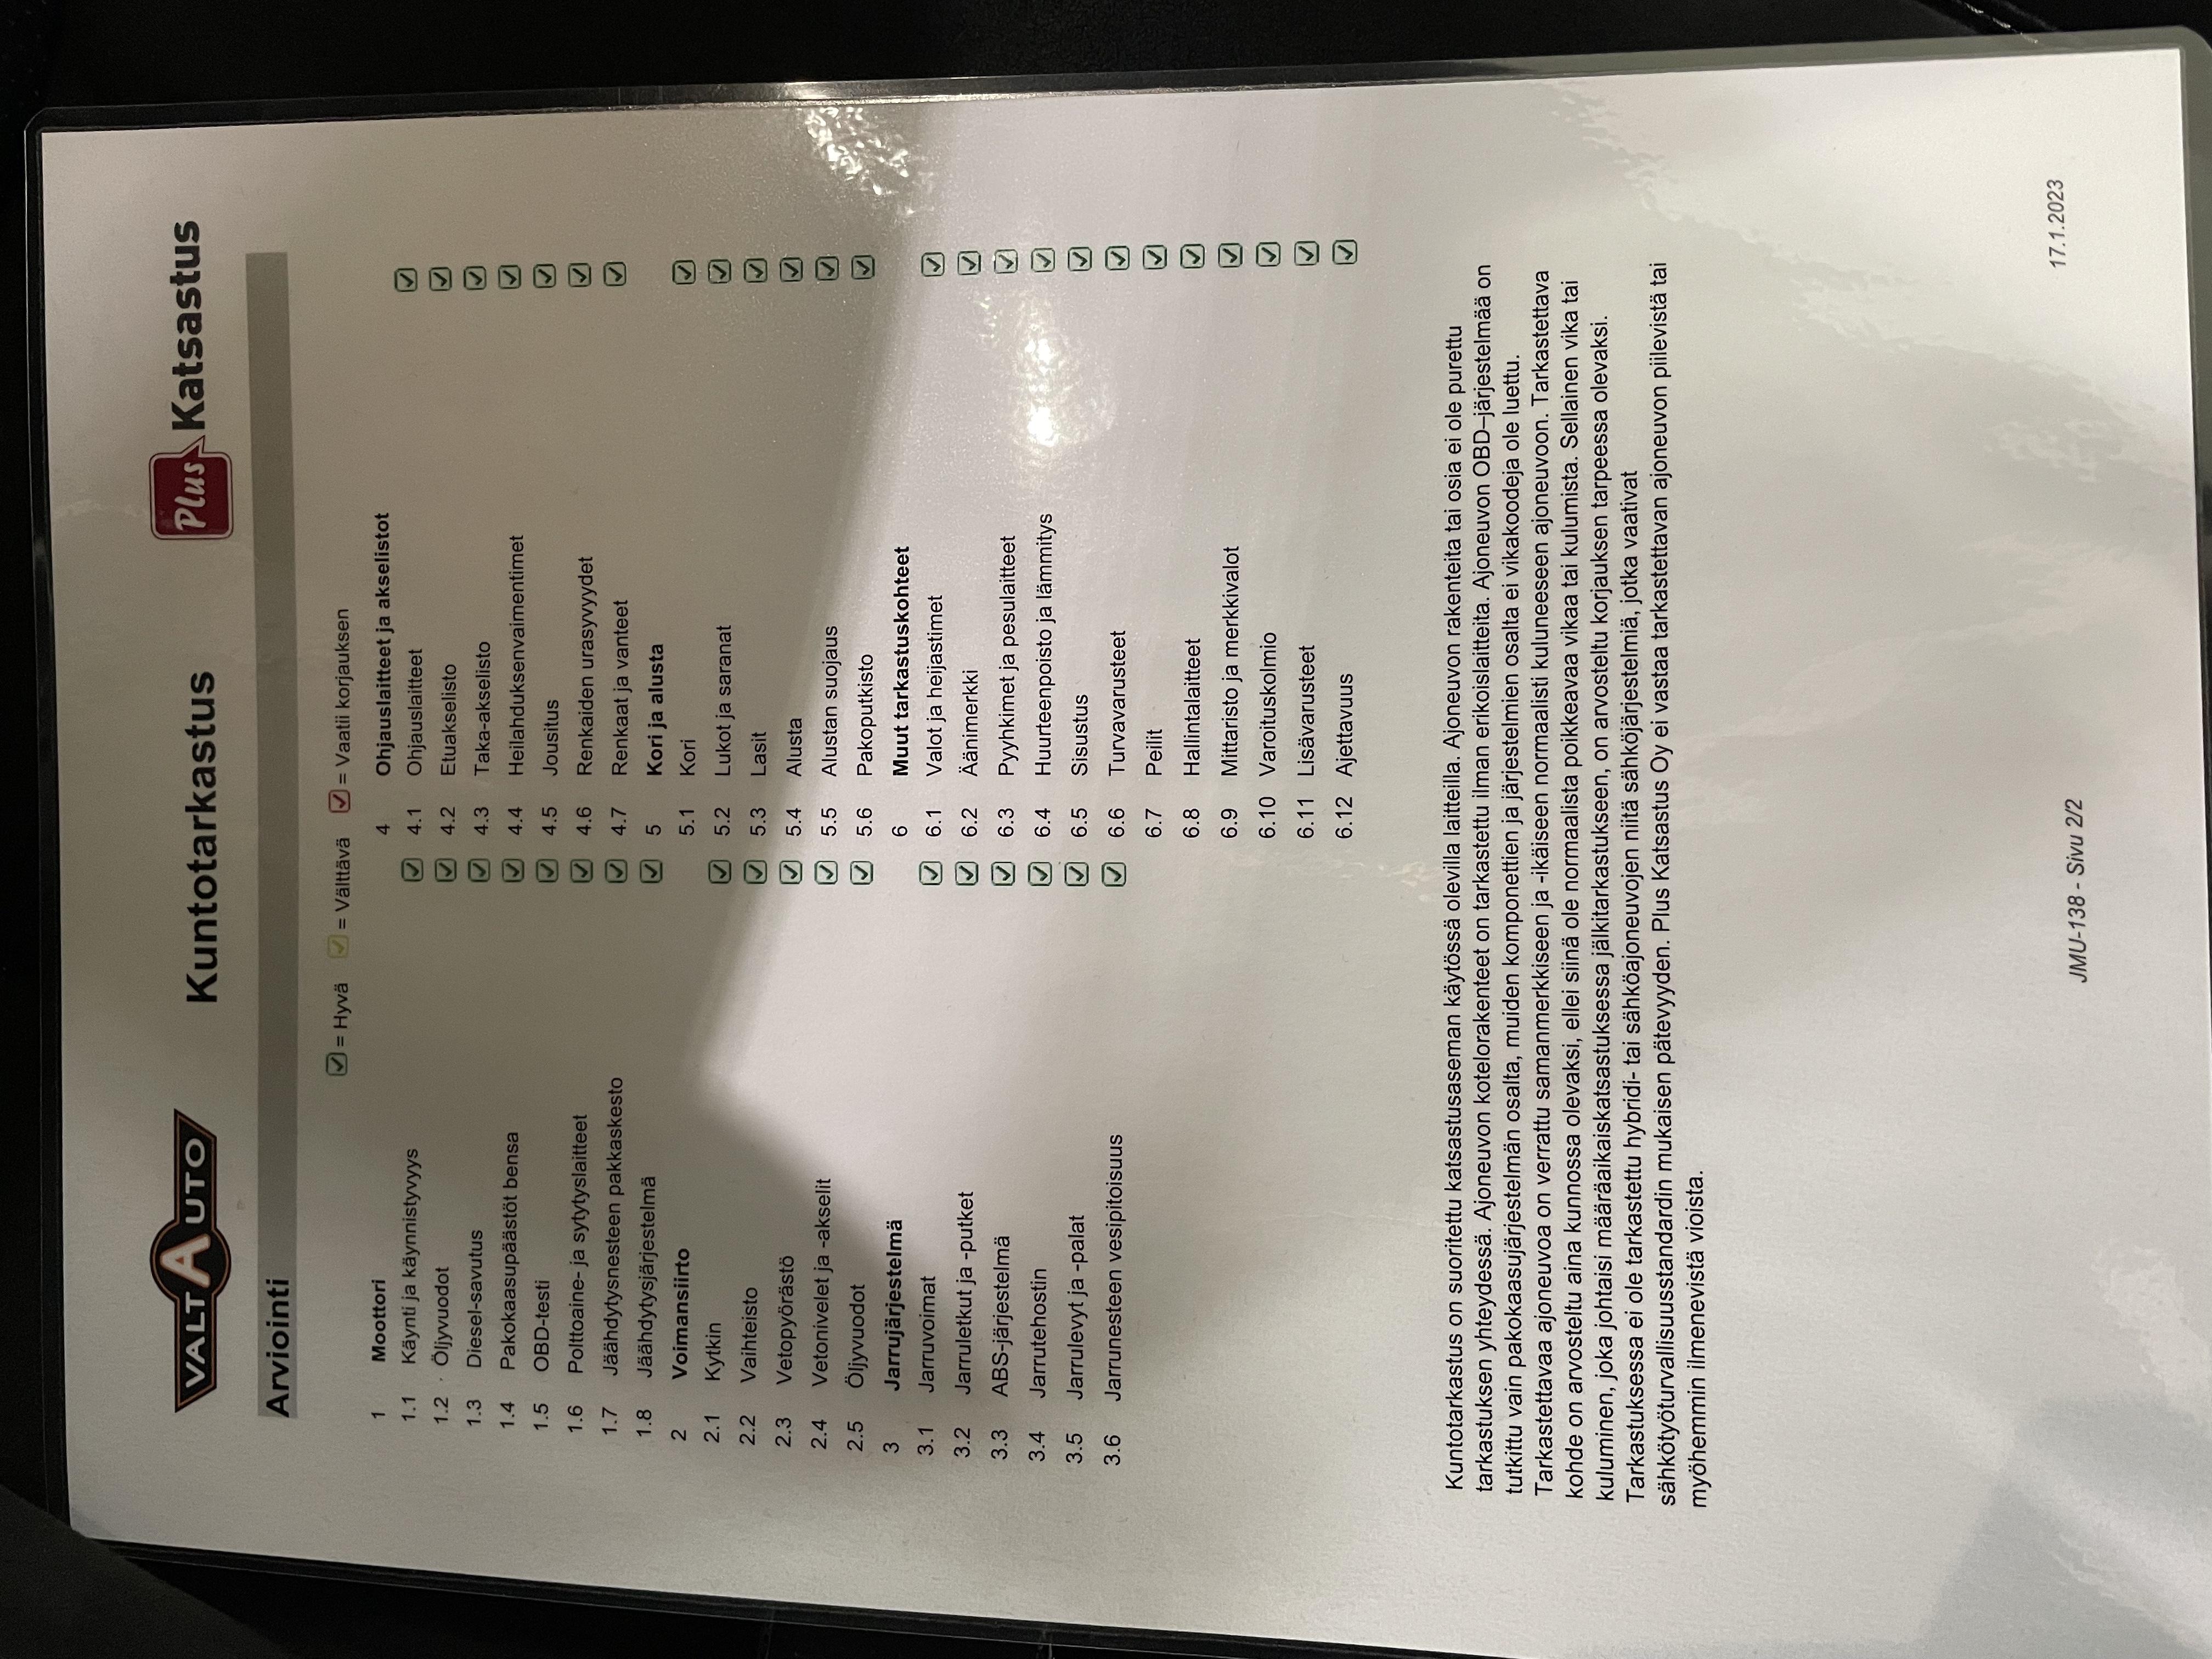 VALTAUTO
Kuntotarkastus
Plus Katsastus
Arviointi
= Hyvä = Välttävä = Vaatii korjauksen
1 Moottori
1.1 Käynti ja käynnistyvyys
1.2 Öljyvuodot
1.3 Diesel-savutus
1.4 Pakokaasupäästöt bensa
1.5 OBD-testi
1.6 Polttoaine- ja sytytyslaitteet
1.7 Jäähdytysnesteen pakkaskesto
1.8 Jäähdytysjärjestelmä
2 Voimansiirto
2.1 Kytkin
2.2 Vaihteisto
2.3 Vetopyörästö
2.4 Vetonivelet ja -akselit
2.5 Öljyvuodot
3 Jarrujärjestelmä
3.1 Jarruvoimat
3.2 Jarruletkut ja -putket
3.3 ABS-järjestelmä
3.4 Jarrutehostin
3.5 Jarrulevyt ja -palat
3.6 Jarrunesteen vesipitoisuus
4 Ohjauslaitteet ja akselistot
4.1 Ohjauslaitteet
4.2 Etuakselisto
4.3 Taka-akselisto
4.4 Heilahduksenvaimentimet
4.5 Jousitus
4.6 Renkaiden urasyvyydet
4.7 Renkaat ja vanteet
5 Kori ja alusta
5.1 Kori
5.2 Lukot ja saranat
5.3 Lasit
5.4 Alusta
5.5 Alustan suojaus
5.6 Pakoputkisto
6 Muut tarkastuskohteet
6.1 Valot ja heijastimet
6.2 Äänimerkki
6.3 Pyyhkimet ja pesulaitteet
6.4 Huurteenpoisto ja lämmitys
6.5 Sisustus
6.6 Turvavarusteet
6.7 Peilit
6.8 Hallintalaitteet
6.9 Mittaristo ja merkkivalot
6.10 Varoituskolmio
6.11 Lisävarusteet
6.12 Ajettavuus
Kuntotarkastus on suoritettu katsastusaseman käytössä olevilla laitteilla. Ajoneuvon rakenteita tai osia ei ole purettu
tarkastuksen yhteydessä. Ajoneuvon kotelorakenteet on tarkastettu ilman erikoislaitteita. Ajoneuvon OBD–järjestelmää on
tutkittu vain pakokaasujärjestelmän osalta, muiden komponettien ja järjestelmien osalta ei vikakoodeja ole luettu.
Tarkastettavaa ajoneuvoa on verrattu samanmerkkiseen ja -ikäiseen normaalisti kuluneeseen ajoneuvoon. Tarkastettava
kohde on arvosteltu aina kunnossa olevaksi, ellei siinä ole normaalista poikkeavaa vikaa tai kulumista. Sellainen vika tai
kuluminen, joka johtaisi määräaikaiskatsastuksessa jälkitarkastukseen, on arvosteltu korjauksen tarpeessa olevaksi.
Tarkastuksessa ei ole tarkastettu hybridi- tai sähköajoneuvojen niitä sähköjärjestelmiä, jotka vaativat
sähkötyöturvallisuusstandardin mukaisen pätevyyden. Plus Katsastus Oy ei vastaa tarkastettavan ajoneuvon piilevistä tai
myöhemmin ilmenevistä vioista.
JMU-138 - Sivu 2/2
17.1.2023